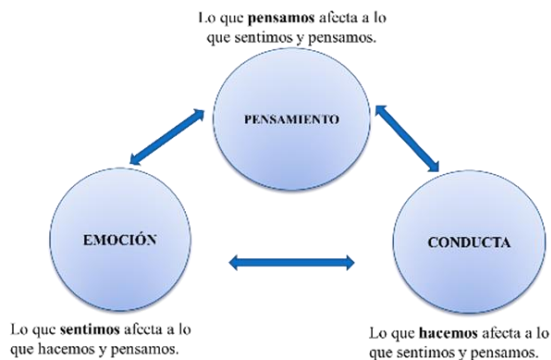 Lo que pensamos afecta a lo
que sentimos y pensamos.
PENSAMIENTO
EMOCIÓN
CONDUCTA
Lo que sentimos afecta a lo
que hacemos y pensamos.
Lo que hacemos afecta a lo
que sentimos y pensamos.